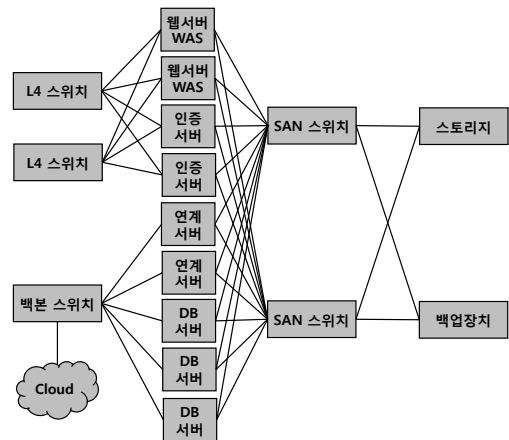 웹서버
WAS
웹서버
WAS
L4 스위치
인증
서버
SAN 스위치
스토리지
L4 스위치
인증
서버
연계
서버
연계
서버
백본 스위치
DB
서버
SAN 스위치
백업장치
DB
서버
Cloud
DB
서버